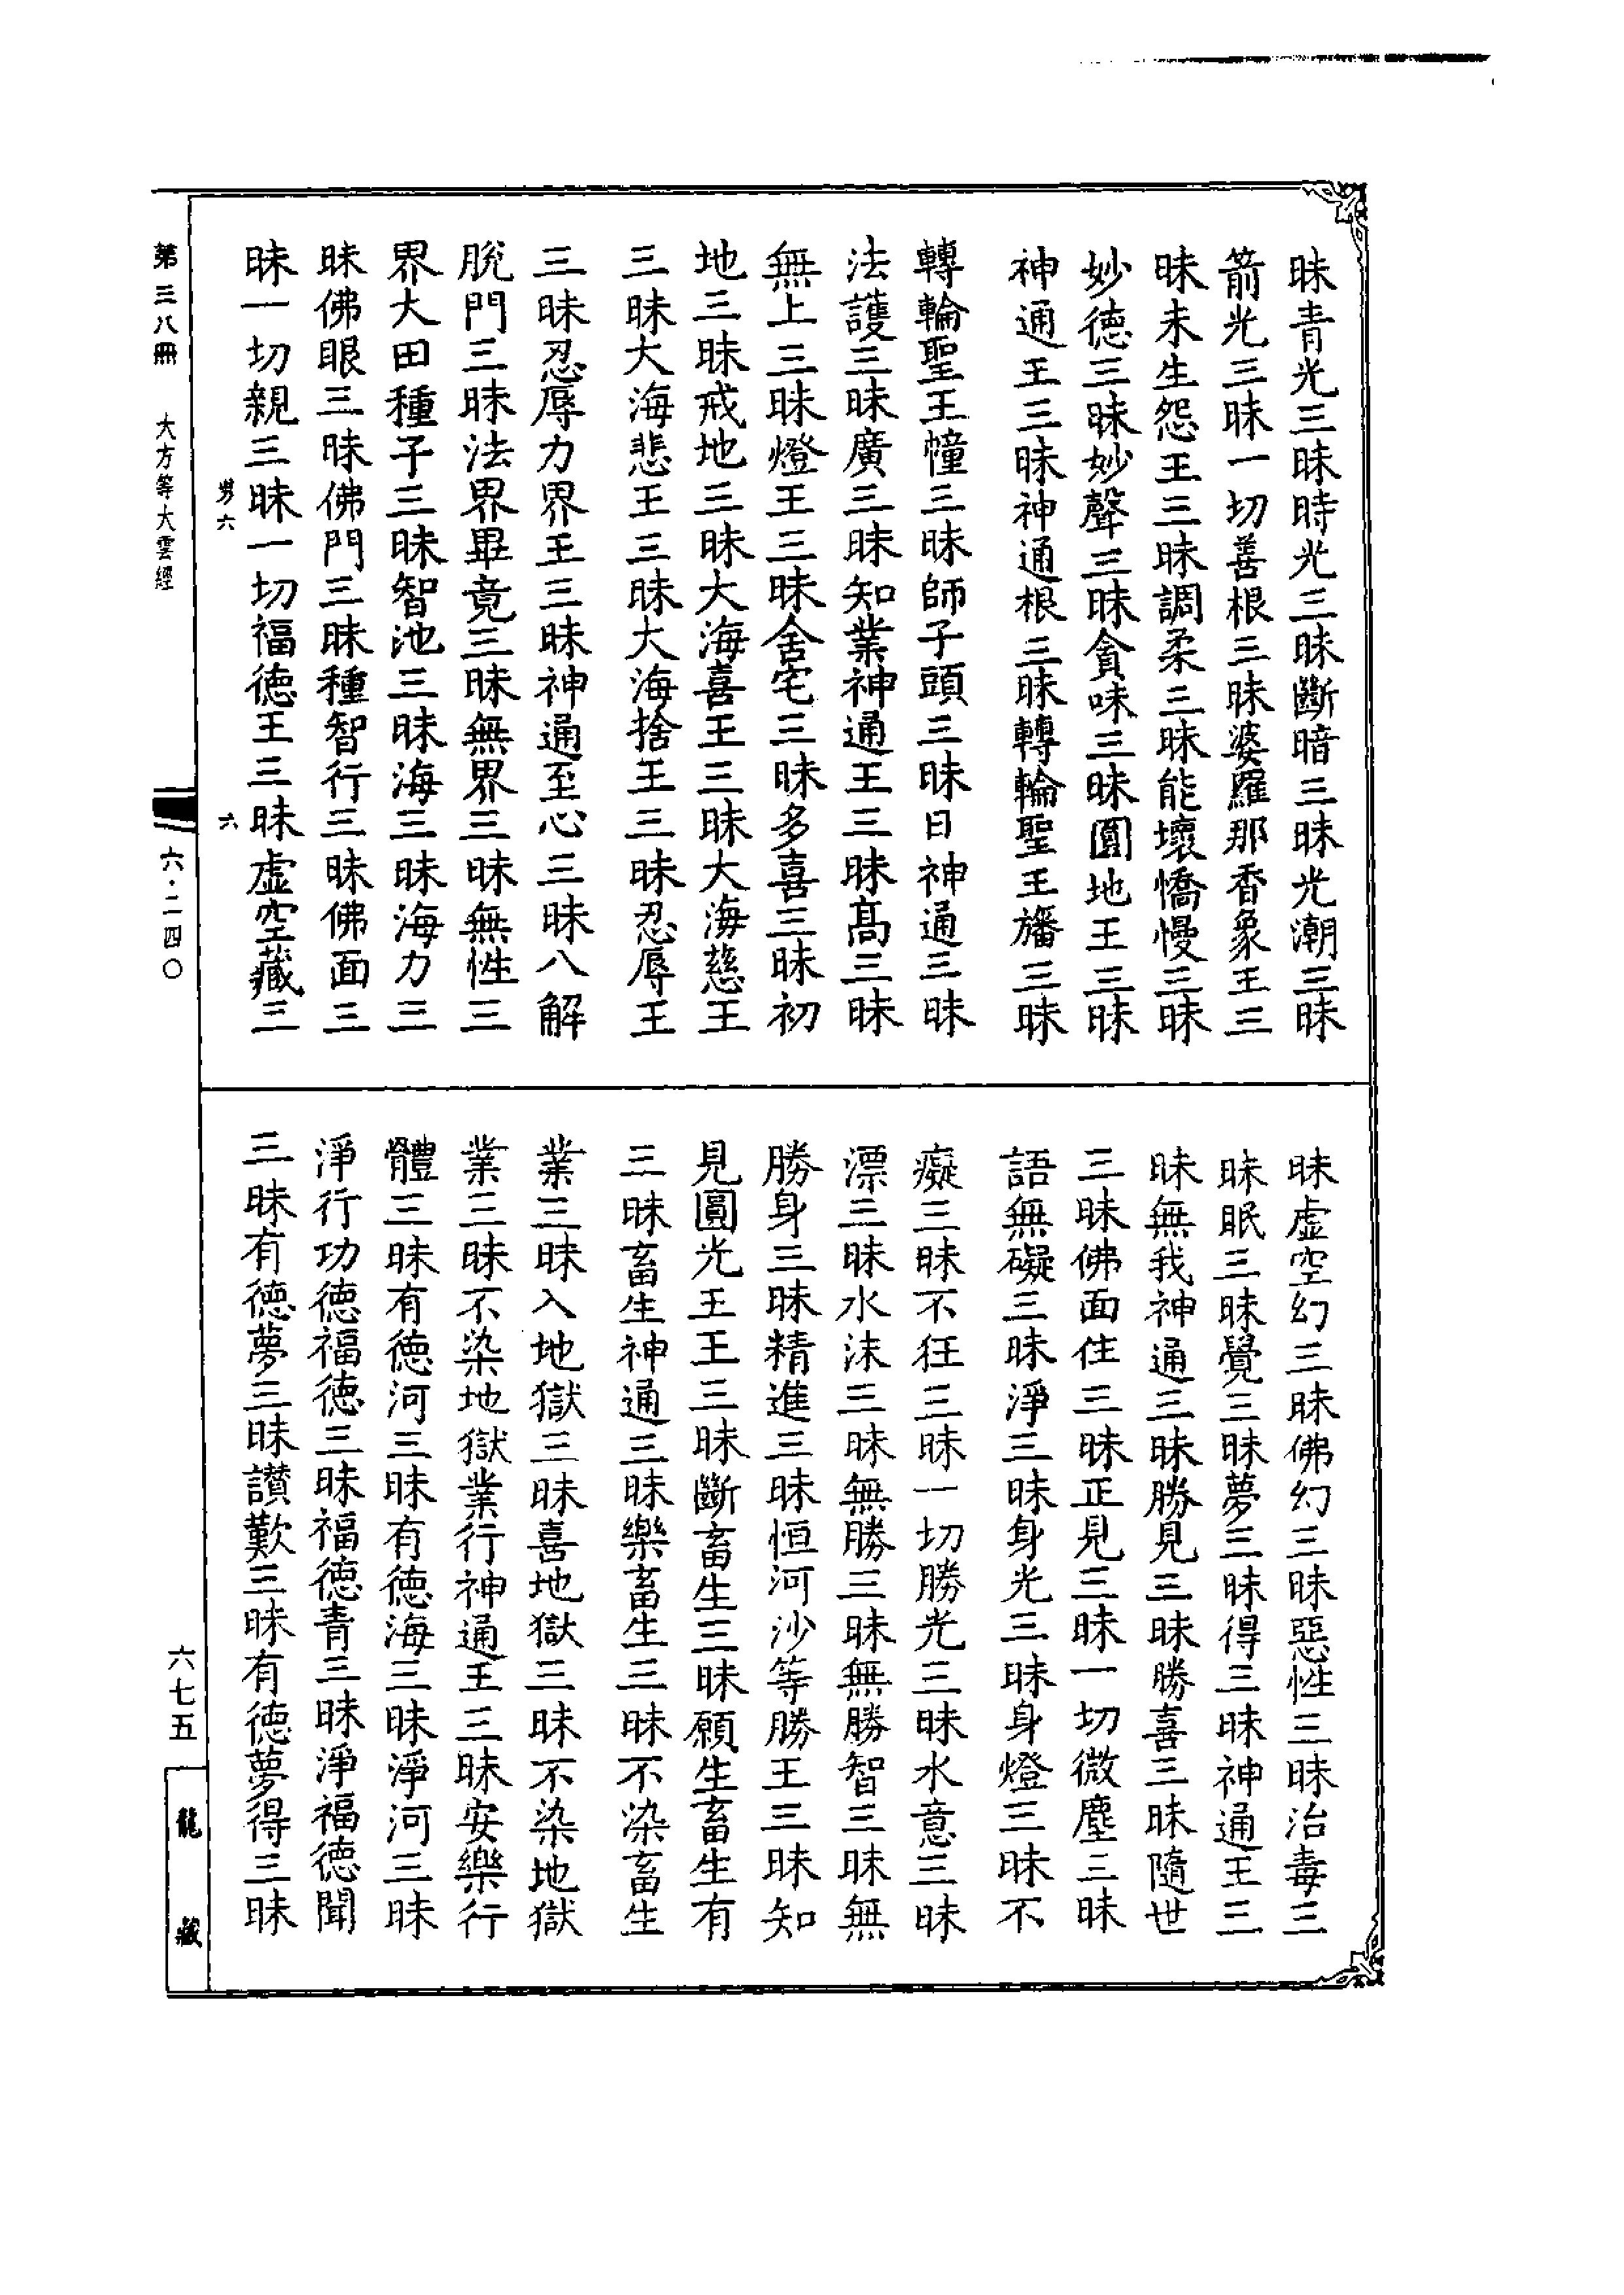 昧青光三昧時光三昧斷暗三昧光潮三昧
箭光三昧一切善根三昧婆羅那香象王三
昧未生怨王三昧調柔三昧能壞憍慢三昧
妙德三昧妙聲三昧貪味三昧圓地王三昧
神通王三昧神通根三昧轉輪聖王旛三昧
轉輪聖王幢三昧師子頭三昧日神通三昧
法護三昧廣三昧知業神通王三昧高三昧
無上三昧燈王三昧舍宅三昧多喜三昧初
地三昧戒地三昧大海喜王三昧大海慈王
三昧大海悲王三昧大海捨王三昧忍辱王
三昧忍辱力界王三昧神通至心三昧八解
脫門三昧法界畢竟三昧無界三昧無性三
界大田種子三昧智池三昧海三昧海力三
昧佛眼三昧佛門三昧種智行三昧佛面三
昧一切親三昧一切福德王三昧虛空藏三
昧虛空幻三昧佛幻三昧惡性三昧治毒三
昧眠三昧覺三昧夢三昧得三昧神通王三
昧無我神通三昧勝見三昧勝喜三昧隨世
三昧佛面住三昧正見三昧一切微塵三昧
語無礙三昧淨三昧身光三昧身燈三昧不
癡三昧不狂三昧一切勝光三昧水意三昧
漂三昧水沫三昧無勝三昧無勝智三昧無
勝身三昧精進三昧恒河沙等勝王三昧知
見圓光王王三昧斷畜生三昧願生畜生有
三昧畜生神通三昧樂畜生三昧不染畜生
業三昧入地獄三昧喜地獄三昧不染地獄
業三昧不染地獄業行神通王三昧安樂行
體三昧有德河三昧有德海三昧淨河三昧
淨行功德福德三昧福德青三昧淨福德聞
三昧有德夢三昧讚歎三昧有德夢得三昧
六
六
第三八冊
大方等大雲經
六·二四〇
六七五
龍藏